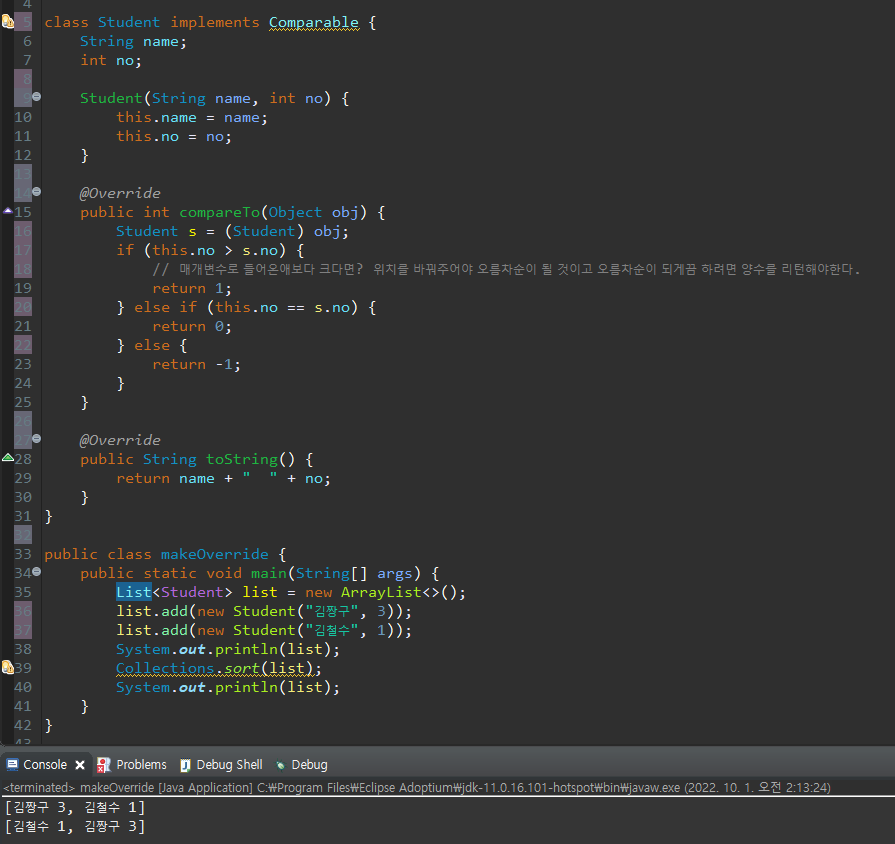 4
5 class Student implements Comparable {
6 String name;
7 int no;
8
9 Student(String name, int no) {
10 this.name = name;
11 this.no = no;
12 }
13
14 @Override
15 public int compareTo(Object obj) {
16 Student s = (Student) obj;
17 if (this.no > s.no) {
18 // 매개변수로 들어온애보다 크다면? 위치를 바꿔주어야 오름차순이 될 것이고 오름차순이 되게끔 하려면 양수를 리턴해야한다.
19 return 1;
20 } else if (this.no == s.no) {
21 return 0;
22 } else {
23 return -1;
24 }
25 }
26
27 @Override
28 public String toString() {
29 return name + "  " + no;
30 }
31 }
32
33 public class makeOverride {
34 public static void main(String[] args) {
35 List<Student> list = new ArrayList<>();
36 list.add(new Student("김짱구", 3));
37 list.add(new Student("김철수", 1));
38 System.out.println(list);
39 Collections.sort(list);
40 System.out.println(list);
41 }
42 }
43
Console Problems Debug Shell Debug
<terminated> makeOverride [Java Application] C:₩Program Files₩Eclipse Adoptium₩jdk-11.0.16.101-hotspot₩bin₩javaw.exe (2022. 10. 1. 오전 2:13:24)
[김짱구 3, 김철수 1]
[김철수 1, 김짱구 3]